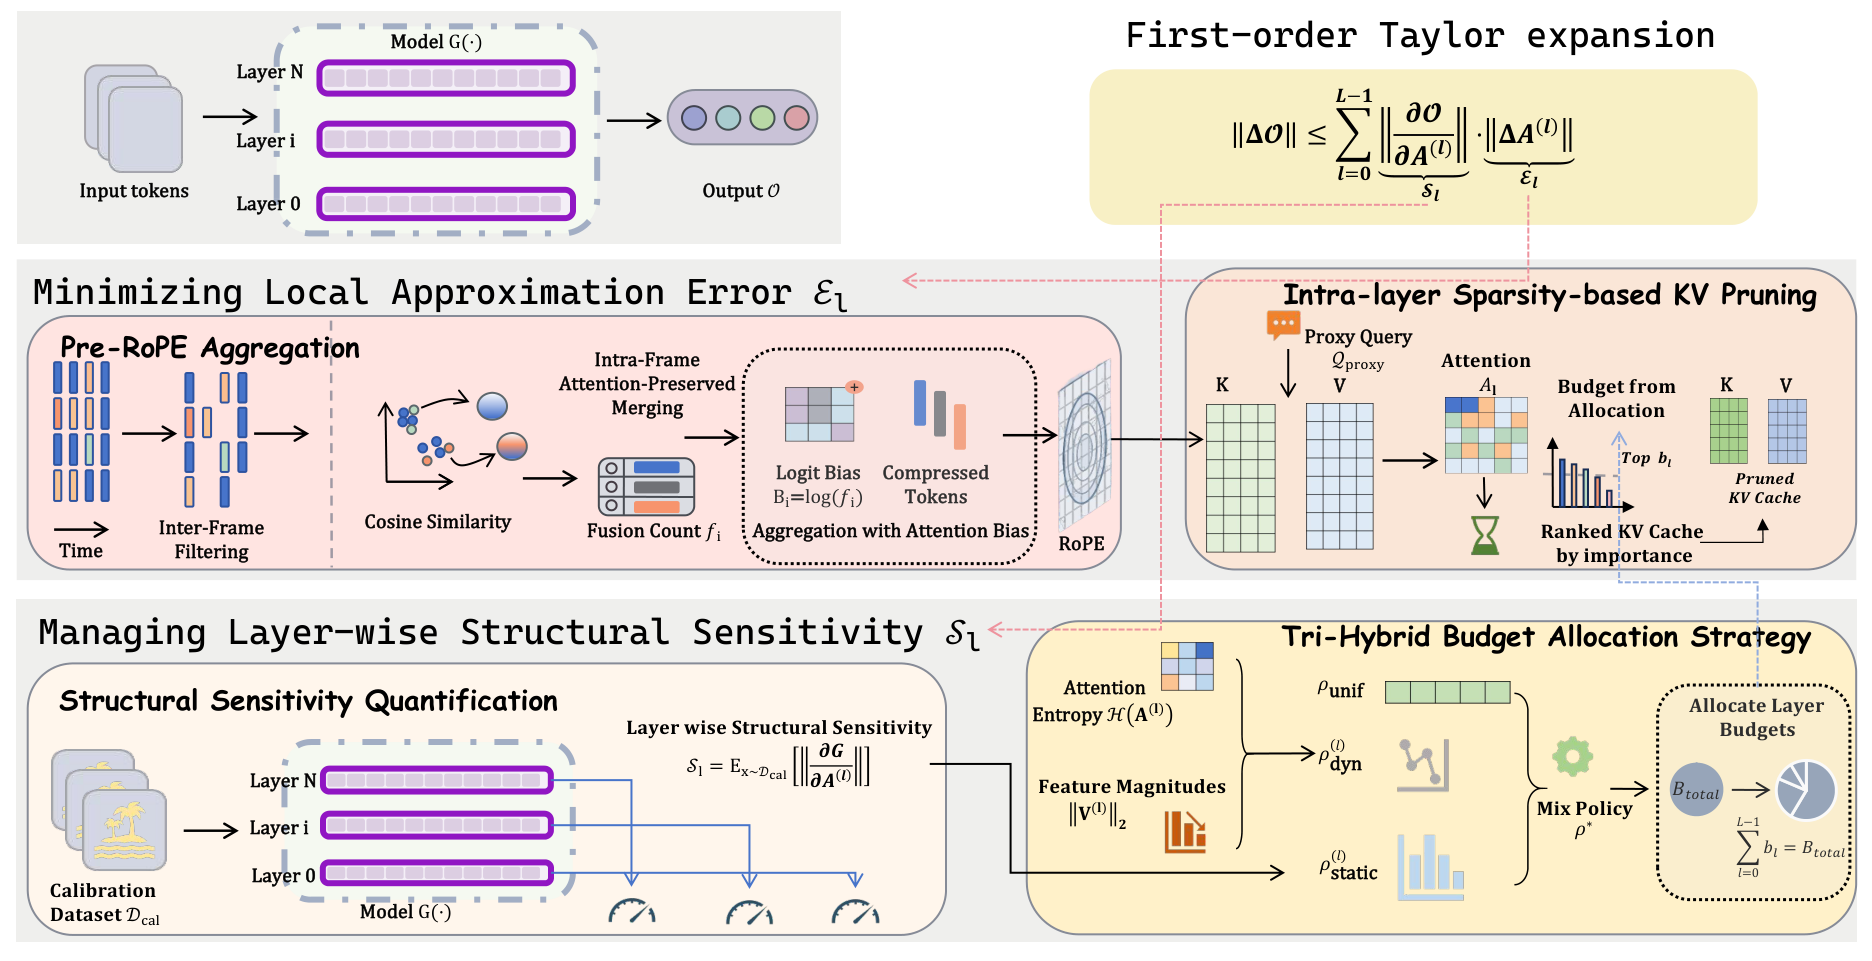 Model G(·)
Layer N
Layer i
Layer 0
Input tokens
Output 𝒪
First-order Taylor expansion
‖Δ𝒪‖ ≤ ∑_{l=0}^{L−1} ‖∂𝒪/∂A^(l)‖ · ‖ΔA^(l)‖
𝒮_l
ℰ_l
Minimizing Local Approximation Error ℰ_l
Pre-RoPE Aggregation
Time
Inter-Frame
Filtering
Cosine Similarity
Intra-Frame
Attention-Preserved
Merging
Fusion Count f_i
+
Logit Bias
B_i=log(f_i)
Compressed
Tokens
Aggregation with Attention Bias
RoPE
Intra-layer Sparsity-based KV Pruning
Proxy Query
𝒬_proxy
K
V
Attention
A_l
Budget from
Allocation
Top b_l
Ranked KV Cache
by importance
K
V
Pruned
KV Cache
Managing Layer-wise Structural Sensitivity 𝒮_l
Structural Sensitivity Quantification
Calibration
Dataset 𝒟_cal
Layer N
Layer i
Layer 0
Model G(·)
Layer wise Structural Sensitivity
𝒮_l = E_{x~𝒟_cal} [‖∂G/∂A^(l)‖]
Tri-Hybrid Budget Allocation Strategy
Attention
Entropy ℋ(A^(l))
Feature Magnitudes
‖V^(l)‖_2
ρ_unif
ρ_dyn^(l)
ρ_static^(l)
Mix Policy
ρ*
Allocate Layer
Budgets
B_total
∑_{l=0}^{L−1} b_l = B_total